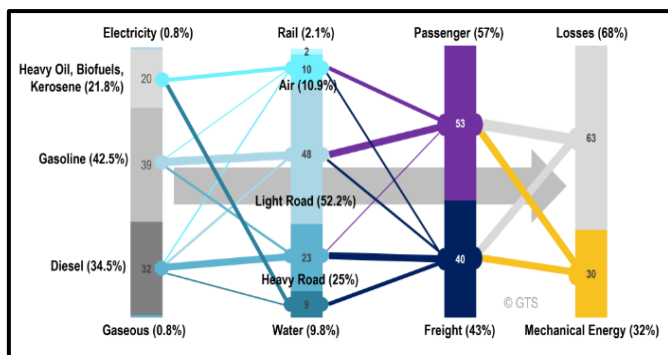 Electricity (0.8%)
Rail (2.1%)
Passenger (57%)
Losses (68%)
2
Heavy Oil, Biofuels,
Kerosene (21.8%)
20
10
Air (10.9%)
53
63
Gasoline (42.5%)
39
48
Light Road (52.2%)
Diesel (34.5%)
32
23
40
30
Heavy Road (25%)
9
© GTS
Gaseous (0.8%)
Water (9.8%)
Freight (43%)
Mechanical Energy (32%)